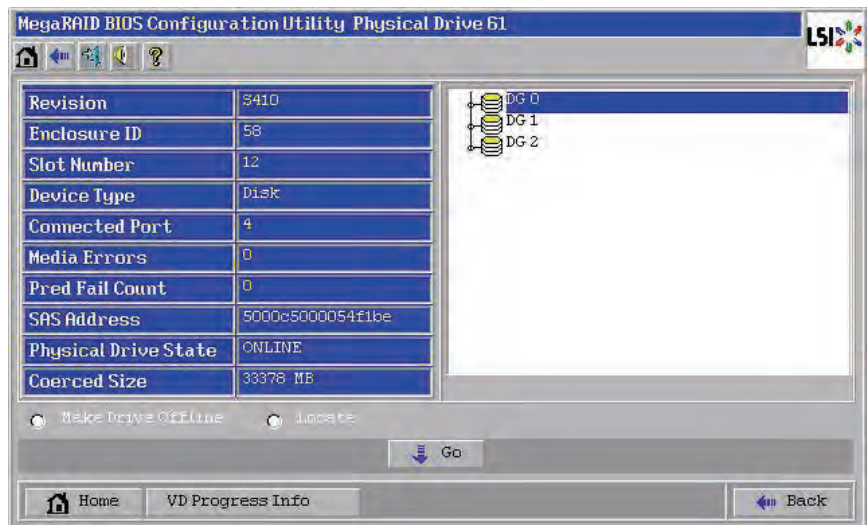 MegaRAID BIOS Configuration Utility Physical Drive 61
LSI
Revision S410
Enclosure ID 58
Slot Number 12
Device Type Disk
Connected Port 4
Media Errors 0
Pred Fail Count 0
SAS Address 5000c5000054f1be
Physical Drive State ONLINE
Coerced Size 33378 MB
DG 0
DG 1
DG 2
Make Drive Offline Locate
Go
Home VD Progress Info Back